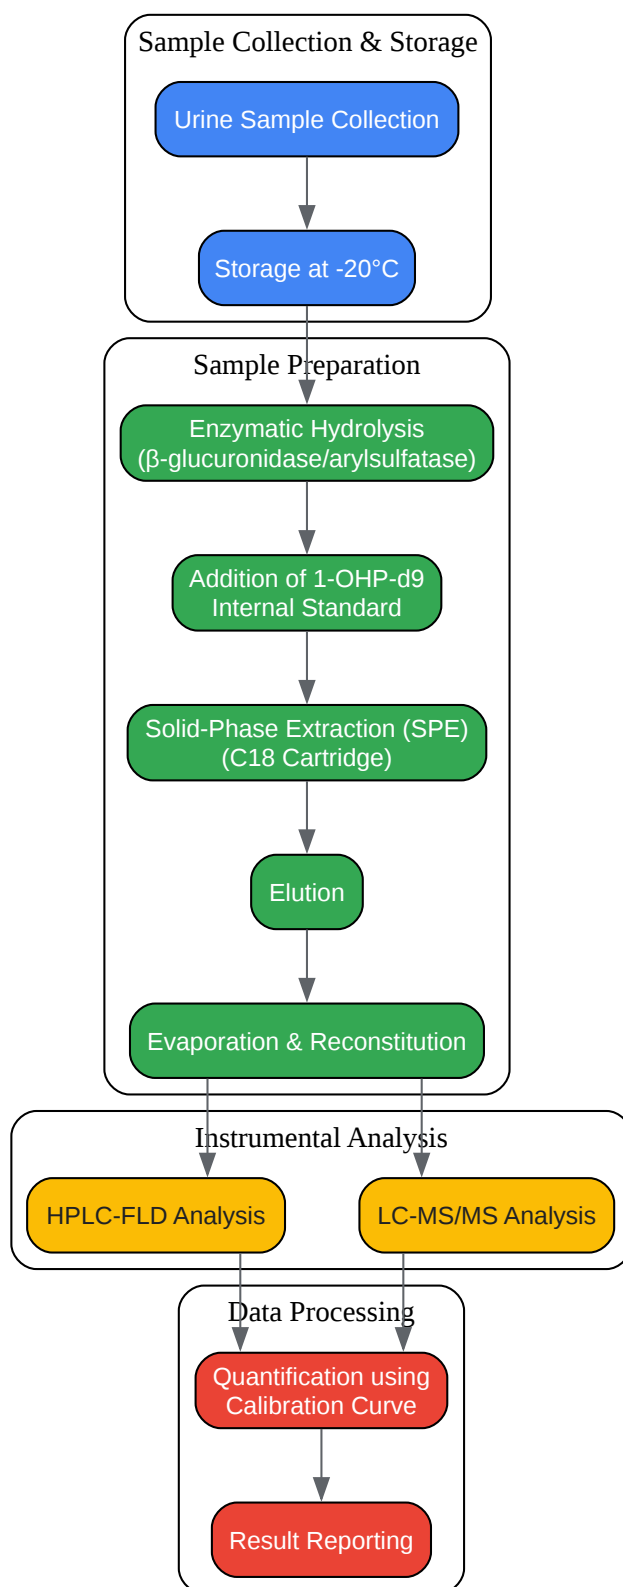 Sample Collection & Storage
Urine Sample Collection
Storage at -20°C
Sample Preparation
Enzymatic Hydrolysis
(β-glucuronidase/arylsulfatase)
Addition of 1-OHP-d9
Internal Standard
Solid-Phase Extraction (SPE)
(C18 Cartridge)
Elution
Evaporation & Reconstitution
Instrumental Analysis
HPLC-FLD Analysis
LC-MS/MS Analysis
Data Processing
Quantification using
Calibration Curve
Result Reporting